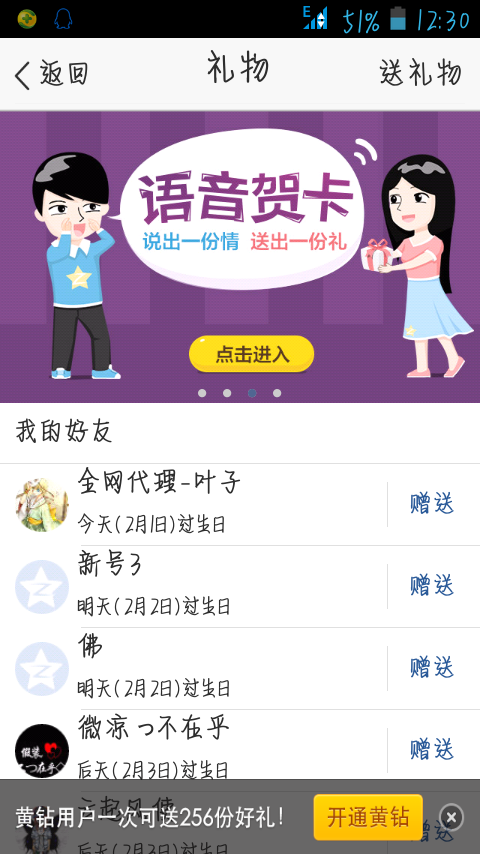 E 51% 12:30
返回 礼物 送礼物
语音贺卡
说出一份情 送出一份礼
点击进入
我的好友
全网代理-叶子
今天(2月1日)过生日
赠送
新号3
明天(2月2日)过生日
赠送
佛
明天(2月2日)过生日
赠送
微凉っ不在乎
后天(2月3日)过生日
赠送
假装
っ在乎◇
黄钻用户一次可送256份好礼!
开通黄钻
后天(2月3日)过生日
赠送